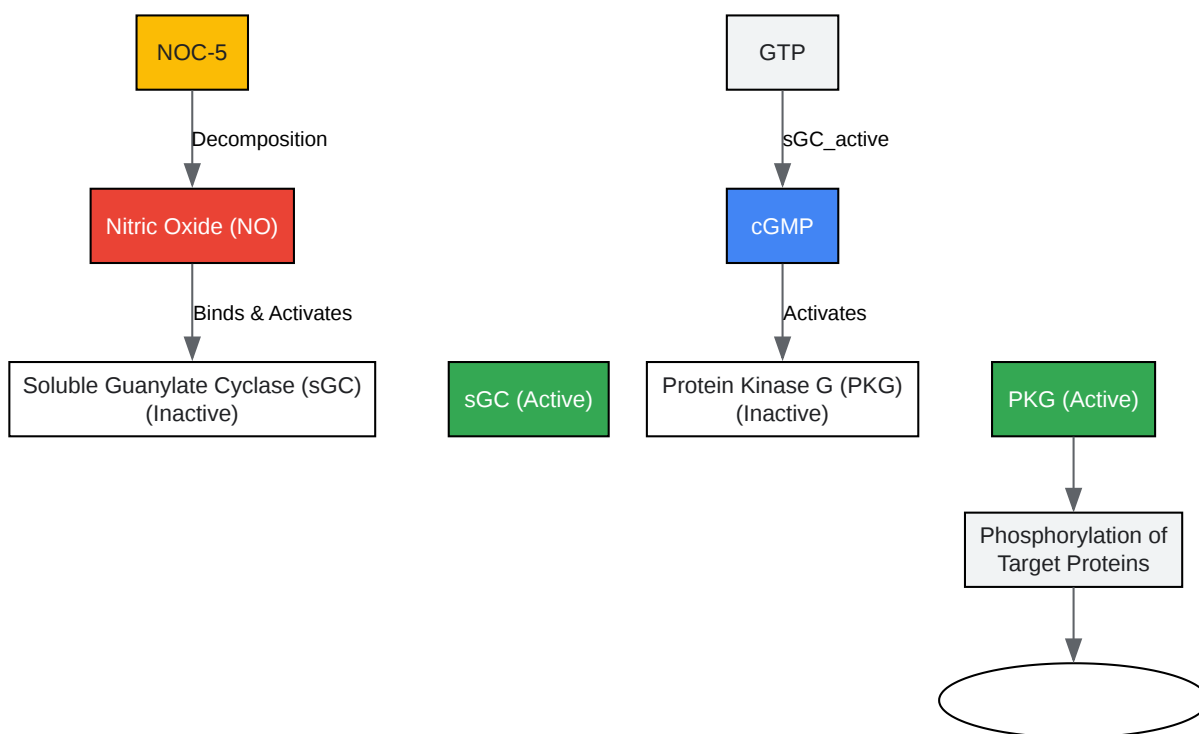 NOC-5
GTP
Decomposition
sGC_active
Nitric Oxide (NO)
cGMP
Binds & Activates
Activates
Soluble Guanylate Cyclase (sGC)
(Inactive)
sGC (Active)
Protein Kinase G (PKG)
(Inactive)
PKG (Active)
Phosphorylation of
Target Proteins